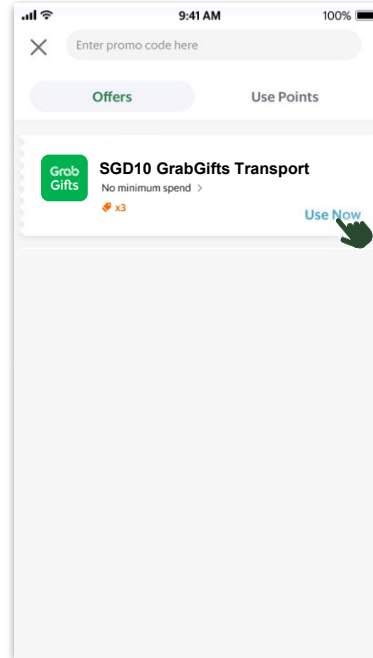 9:41 AM
100%
Enter promo code here
Offers
Use Points
Grab
Gifts
SGD10 GrabGifts Transport
No minimum spend >
x3
Use Now